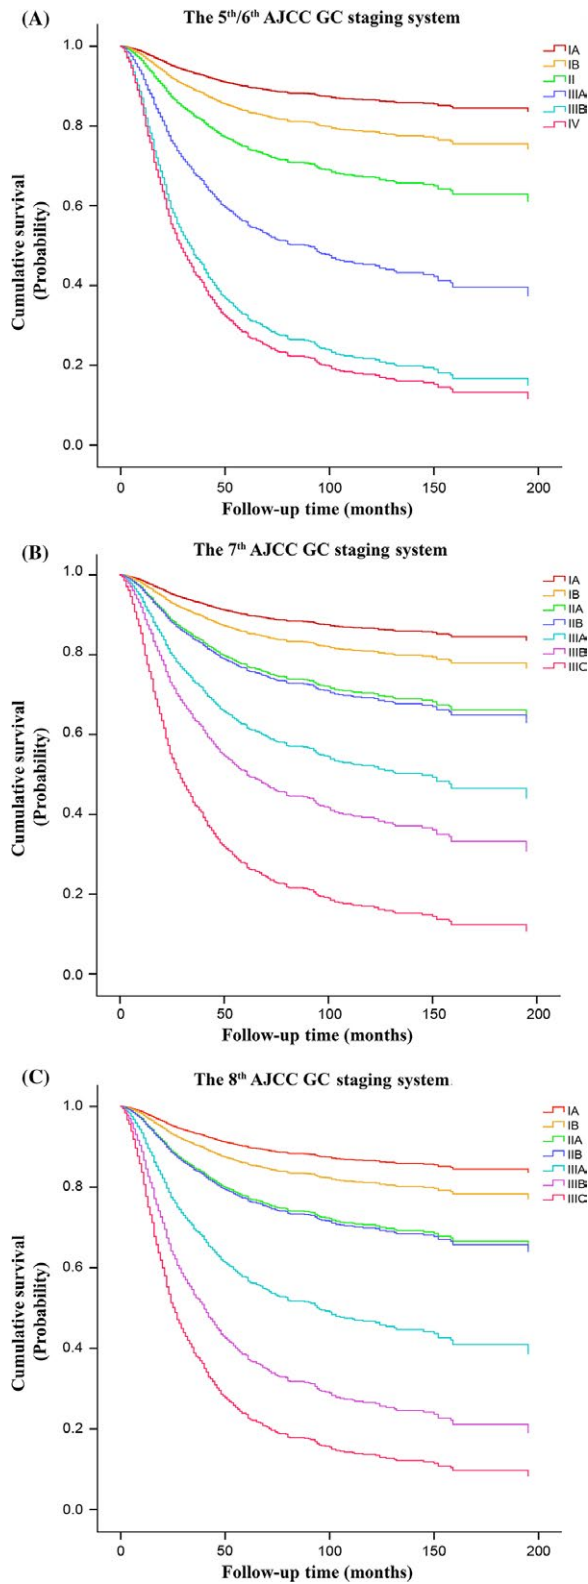 (A)
The 5th/6th AJCC GC staging system
1.0
0.8
0.6
0.4
0.2
0.0
Cumulative survival
(Probability)
IA
IB
II
IIIA
IIIB
IV
0 50 100 150 200
Follow-up time (months)
(B)
The 7th AJCC GC staging system
1.0
0.8
0.6
0.4
0.2
0.0
Cumulative survival
(Probability)
IA
IB
IIA
IIB
IIIA
IIIB
IIIC
0 50 100 150 200
Follow-up time (months)
(C)
The 8th AJCC GC staging system
1.0
0.8
0.6
0.4
0.2
0.0
Cumulative survival
(Probability)
IA
IB
IIA
IIB
IIIA
IIIB
IIIC
0 50 100 150 200
Follow-up time (months)